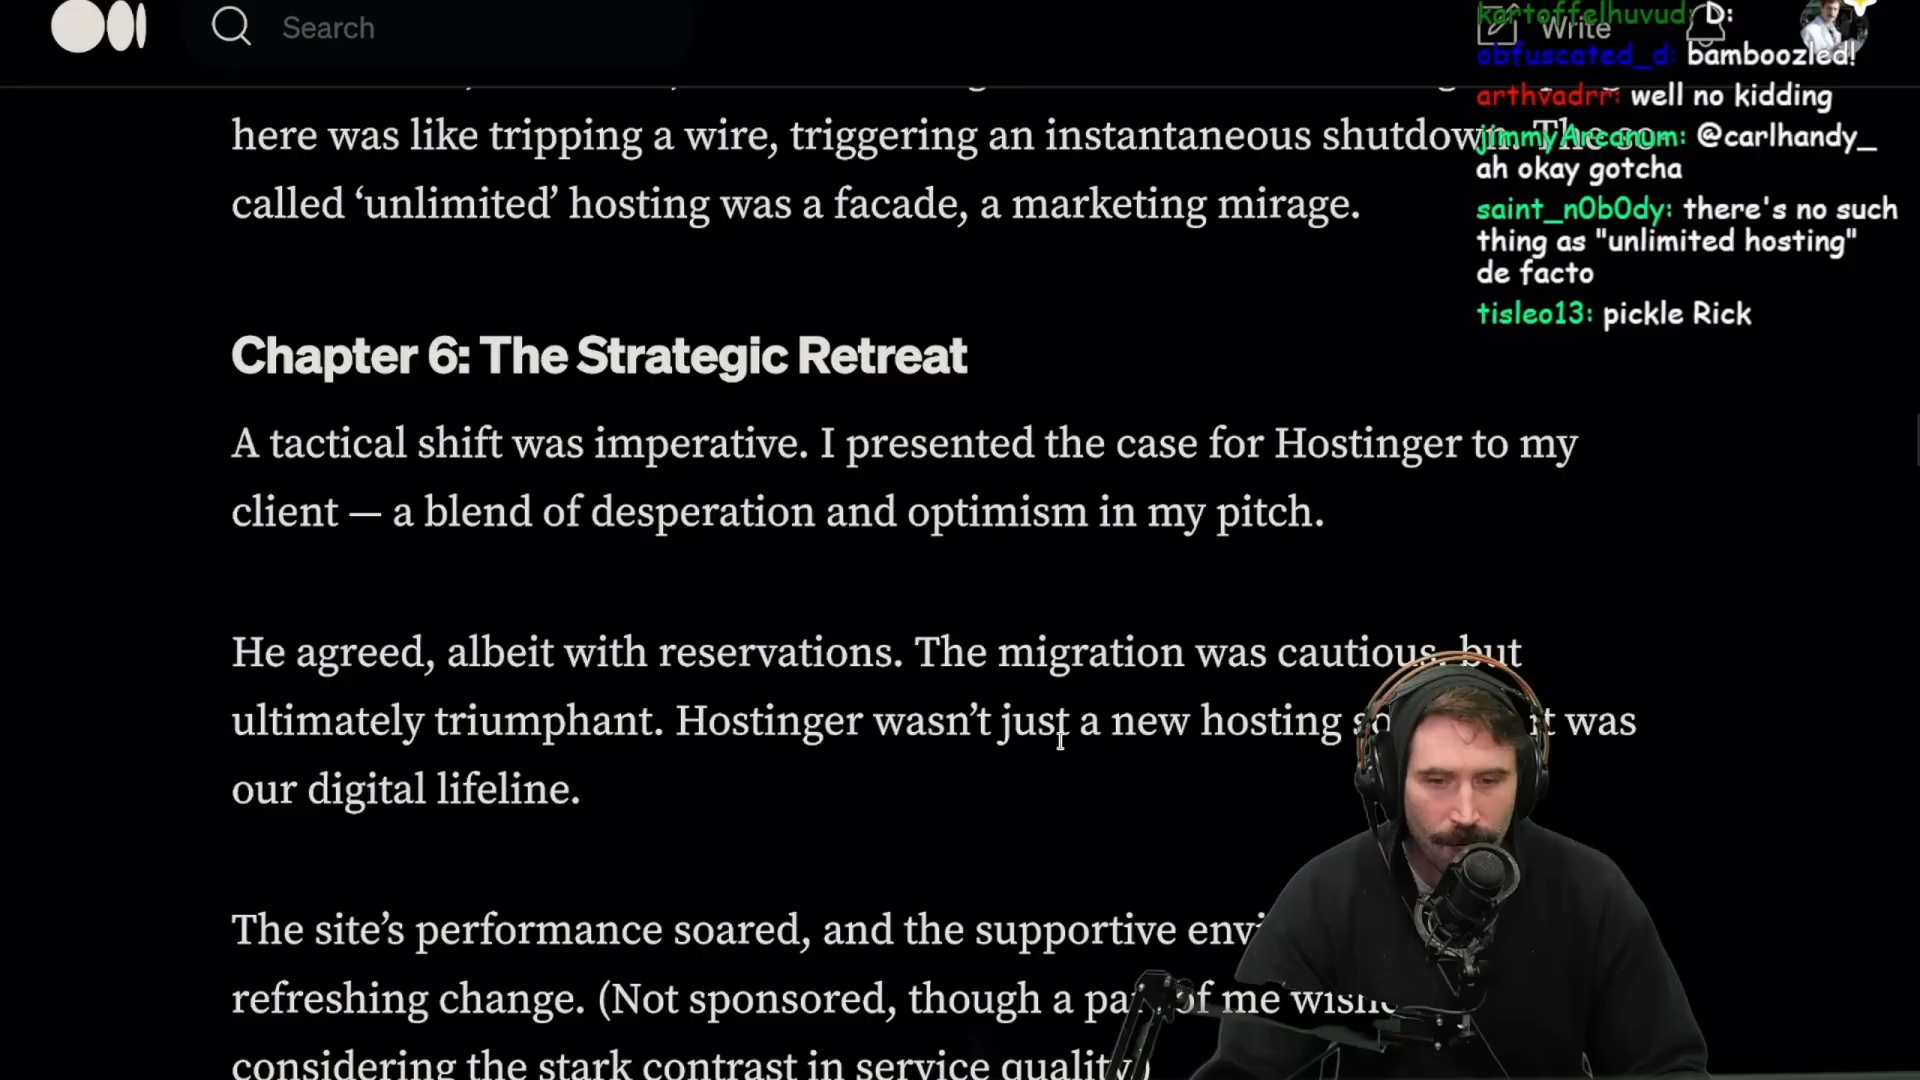 Search
Write
here was like tripping a wire, triggering an instantaneous shutdown. The so-
called ‘unlimited’ hosting was a facade, a marketing mirage.
Chapter 6: The Strategic Retreat
A tactical shift was imperative. I presented the case for Hostinger to my
client — a blend of desperation and optimism in my pitch.
He agreed, albeit with reservations. The migration was cautious, but
ultimately triumphant. Hostinger wasn’t just a new hosting it was
our digital lifeline.
The site’s performance soared, and the supportive
refreshing change. (Not sponsored, though a part of me
considering the stark contrast in service quality.)
kartoffelhuvud: D:
obfuscated_d: bamboozled!
arthvadrr: well no kidding
jimmyArcanum: @carlhandy_
ah okay gotcha
saint_n0b0dy: there's no such
thing as "unlimited hosting"
de facto
tisleo13: pickle Rick